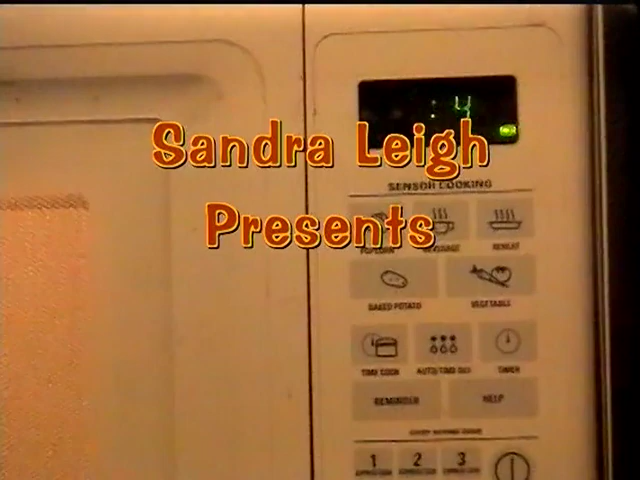 : 4
Sandra Leigh
SENSOR COOKING
Presents
POPCORN BEVERAGE REHEAT
BAKED POTATO VEGETABLE
TIME COOK AUTO/TIME DEF TIMER
REMINDER HELP
1 2 3